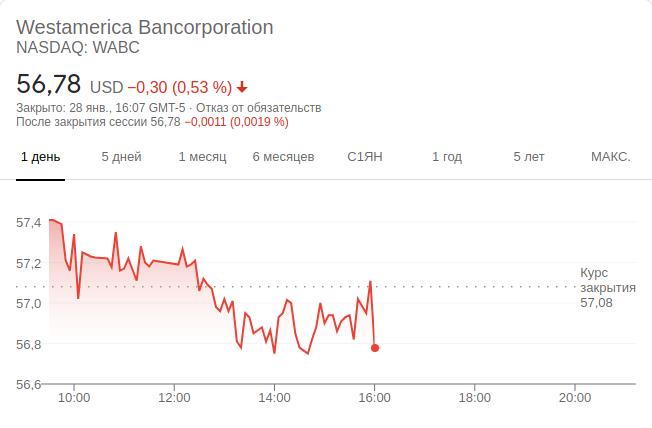 Westamerica Bancorporation
NASDAQ: WABC
56,78 USD −0,30 (0,53 %)
Закрыто: 28 янв., 16:07 GMT-5 · Отказ от обязательств
После закрытия сессии 56,78 −0,0011 (0,0019 %)
1 день 5 дней 1 месяц 6 месяцев С1ЯН 1 год 5 лет МАКС.
57,4
57,2
57,0
56,8
56,6
Курс
закрытия
57,08
10:00 12:00 14:00 16:00 18:00 20:00